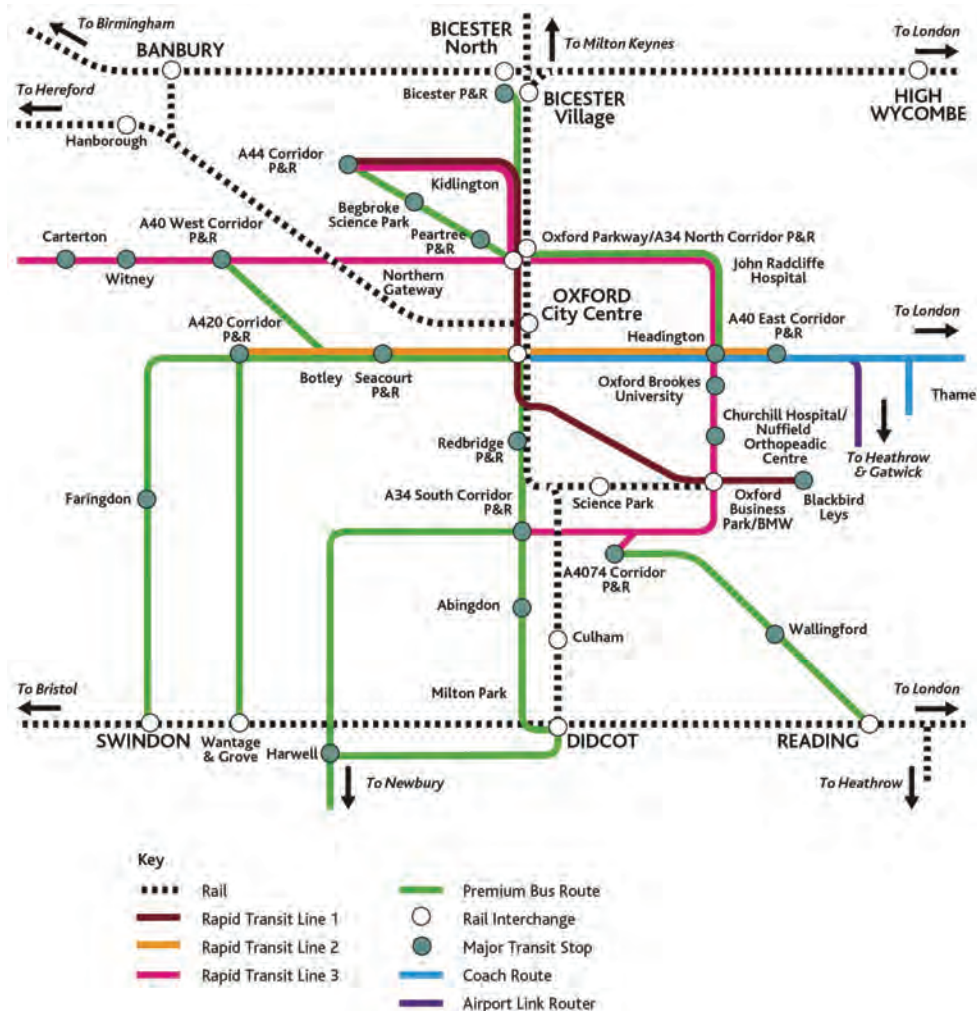 To Birmingham
BANBURY
BICESTER
North
To Milton Keynes
To London
To Hereford
Bicester P&R
BICESTER
Village
HIGH
WYCOMBE
Hanborough
A44 Corridor
P&R
Kidlington
Begbroke
Science Park
Peartree
P&R
Carterton
A40 West Corridor
P&R
Witney
Northern
Gateway
Oxford Parkway/A34 North Corridor P&R
John Radcliffe
Hospital
OXFORD
City Centre
A420 Corridor
P&R
Headington
A40 East Corridor
P&R
To London
Botley
Seacourt
P&R
Oxford Brookes
University
Thame
Redbridge
P&R
Churchill Hospital/
Nuffield
Orthopeadic
Centre
To Heathrow
& Gatwick
Faringdon
A34 South Corridor
P&R
Science Park
Oxford
Business
Park/BMW
Blackbird
Leys
A4074 Corridor
P&R
Abingdon
Culham
Wallingford
To Bristol
Milton Park
To London
SWINDON
Wantage
& Grove
Harwell
DIDCOT
READING
To Newbury
To Heathrow
Key
Rail
Rapid Transit Line 1
Rapid Transit Line 2
Rapid Transit Line 3
Premium Bus Route
Rail Interchange
Major Transit Stop
Coach Route
Airport Link Router